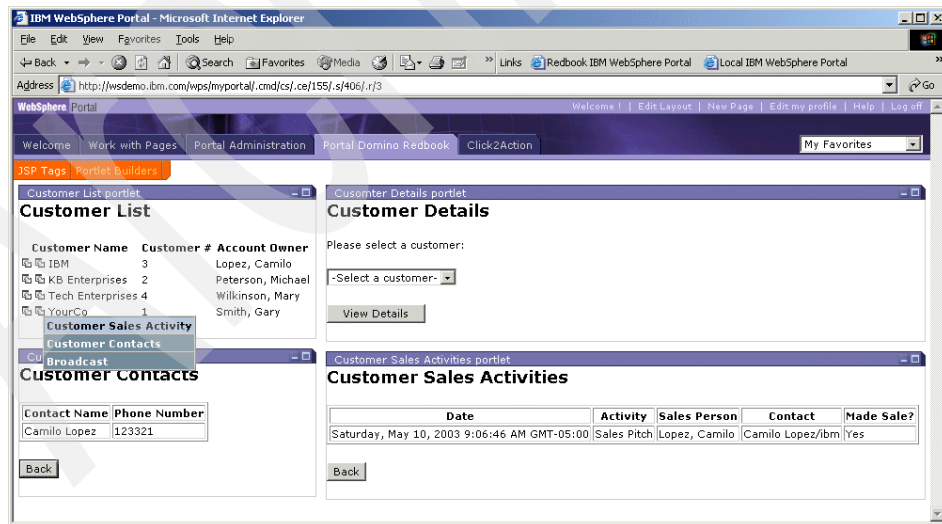 IBM WebSphere Portal - Microsoft Internet Explorer
File Edit View Favorites Tools Help
Back Search Favorites Media » Links Redbook IBM WebSphere Portal Local IBM WebSphere Portal »
Address http://wsdemo.ibm.com/wps/myportal/.cmd/cs/.ce/155/.s/406/.r/3 Go
WebSphere Portal Welcome ! | Edit Layout | New Page | Edit my profile | Help | Log off
Welcome Work with Pages Portal Administration Portal Domino Redbook Click2Action My Favorites
JSP Tags Portlet Builders
Customer List portlet
Customer List
Customer Name Customer # Account Owner
IBM 3 Lopez, Camilo
KB Enterprises 2 Peterson, Michael
Tech Enterprises 4 Wilkinson, Mary
YourCo 1 Smith, Gary
Customer Sales Activity
Customer Contacts
Broadcast
Cusomter Details portlet
Customer Details
Please select a customer:
-Select a customer-
View Details
Cu
Customer Contacts
Contact Name Phone Number
Camilo Lopez 123321
Back
Customer Sales Activities portlet
Customer Sales Activities
Date Activity Sales Person Contact Made Sale?
Saturday, May 10, 2003 9:06:46 AM GMT-05:00 Sales Pitch Lopez, Camilo Camilo Lopez/ibm Yes
Back